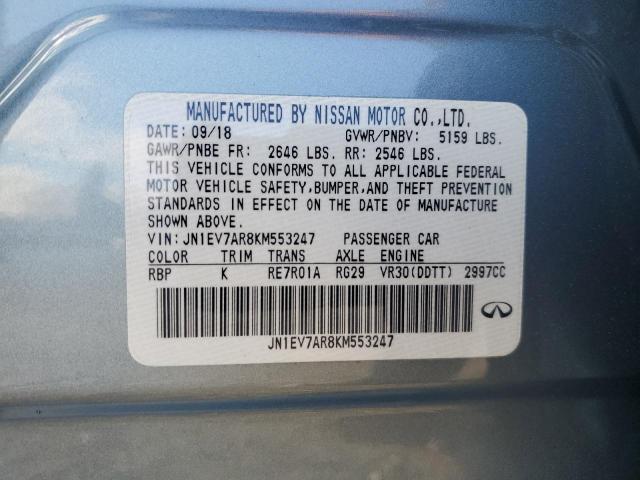 MANUFACTURED BY NISSAN MOTOR CO.,LTD.
DATE: 09/18 GVWR/PNBV: 5159 LBS.
GAWR/PNBE FR: 2646 LBS. RR: 2546 LBS.
THIS VEHICLE CONFORMS TO ALL APPLICABLE FEDERAL
MOTOR VEHICLE SAFETY,BUMPER,AND THEFT PREVENTION
STANDARDS IN EFFECT ON THE DATE OF MANUFACTURE
SHOWN ABOVE.
VIN:JN1EV7AR8KM553247 PASSENGER CAR
COLOR TRIM TRANS AXLE ENGINE
RBP K RE7R01A RG29 VR30(DDTT) 2997CC
JN1EV7AR8KM553247